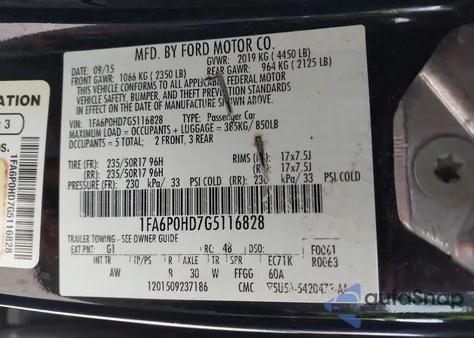 MFD. BY FORD MOTOR CO.
DATE: 09/15 GVWR: 2019 KG ( 4450 LB)
FRONT GAWR: 1066 KG ( 2350 LB) REAR GAWR: 964 KG ( 2125 LB)
THIS VEHICLE CONFORMS TO ALL APPLICABLE FEDERAL MOTOR
VEHICLE SAFETY, BUMPER, AND THEFT PREVENTION STANDARDS
IN EFFECT ON THE DATE OF MANUFACTURE SHOWN ABOVE.
VIN: 1FA6P0HD7G5116828 TYPE: Passenger Car
MAXIMUM LOAD = OCCUPANTS + LUGGAGE = 385KG/ 850LB
OCCUPANTS = 5 TOTAL: 2 FRONT, 3 REAR
TIRE (FR): 235/50R17 96H RIMS (FR): 17x7.5J
TIRE (RR): 235/50R17 96H (RR): 17x7.5J
PRESSURE (FR): 230 kPa/ 33 PSI COLD (RR): 230 kPa/ 33 PSI COLD
1FA6P0HD7G5116828
TRAILER TOWING - SEE OWNER GUIDE
EXT PNT: G1 RC: 48 DSO: F0061
INT TR TP/PS R AXLE TR SPR EC71K R0063
AW B 30 W FFGG 60A
1201509237186 CMC
ATION
: 3
OS.
1FA6P0HD7G5116828
autoSnap